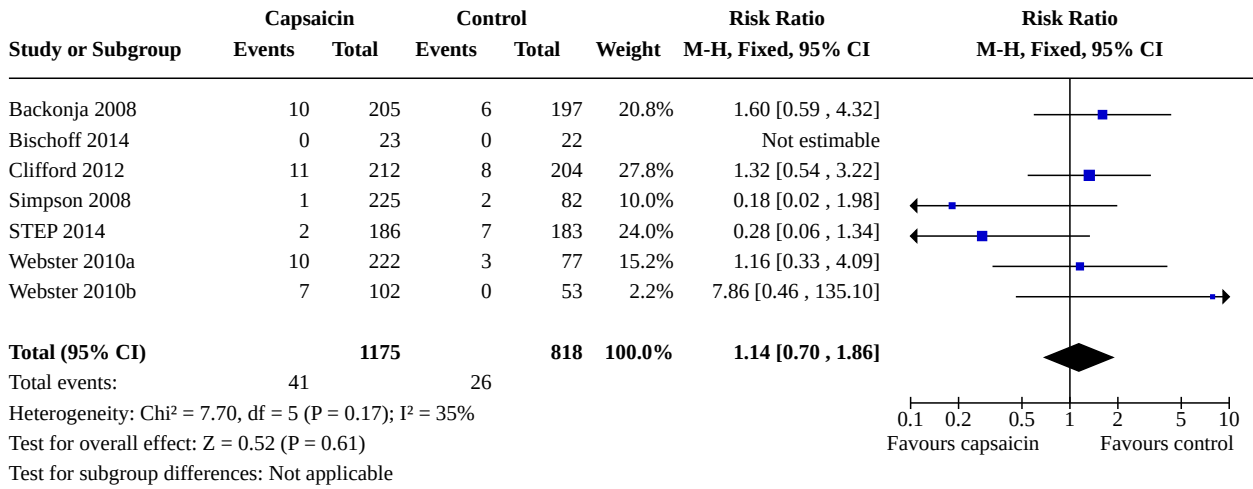 Capsaicin Control Risk Ratio Risk Ratio
Study or Subgroup Events Total Events Total Weight M-H, Fixed, 95% CI M-H, Fixed, 95% CI
Backonja 2008 10 205 6 197 20.8% 1.60 [0.59 , 4.32]
Bischoff 2014 0 23 0 22 Not estimable
Clifford 2012 11 212 8 204 27.8% 1.32 [0.54 , 3.22]
Simpson 2008 1 225 2 82 10.0% 0.18 [0.02 , 1.98]
STEP 2014 2 186 7 183 24.0% 0.28 [0.06 , 1.34]
Webster 2010a 10 222 3 77 15.2% 1.16 [0.33 , 4.09]
Webster 2010b 7 102 0 53 2.2% 7.86 [0.46 , 135.10]
Total (95% CI) 1175 818 100.0% 1.14 [0.70 , 1.86]
Total events: 41 26
Heterogeneity: Chi² = 7.70, df = 5 (P = 0.17); I² = 35%
Test for overall effect: Z = 0.52 (P = 0.61)
Test for subgroup differences: Not applicable
0.1 0.2 0.5 1 2 5 10
Favours capsaicin Favours control